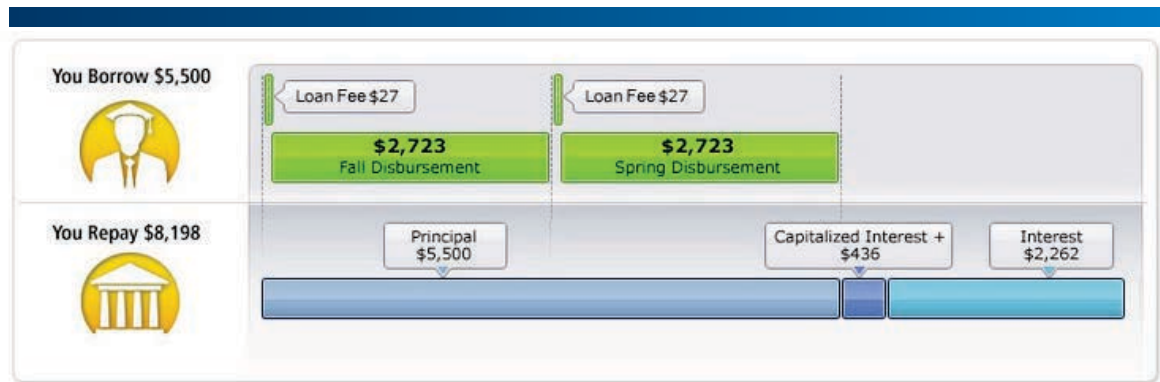 You Borrow $5,500
Loan Fee $27
Loan Fee $27
$2,723
Fall Disbursement
$2,723
Spring Disbursement
You Repay $8,198
Principal
$5,500
Capitalized Interest +
$436
Interest
$2,262